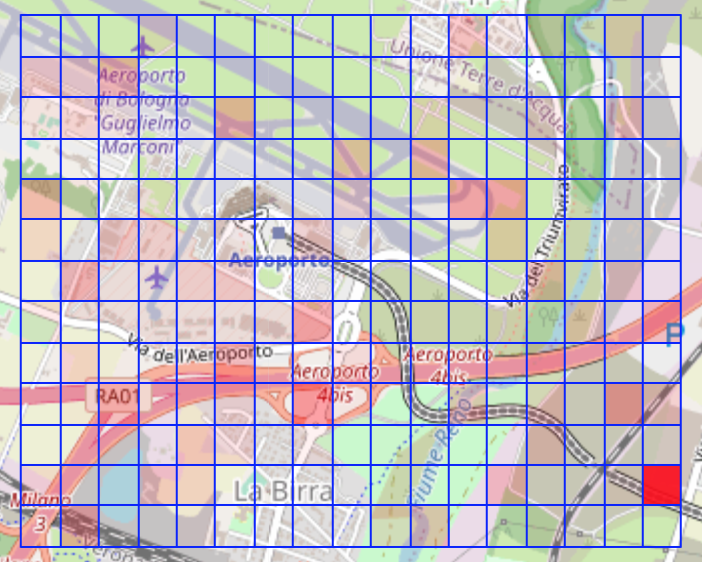 Unione Terre d'Acqua
Aeroporto
di Bologna
"Guglielmo
Marconi"
Via del Triumvirato
Aeroporto
Via dell'Aeroporto
Aeroporto
4bis
Aeroporto
4bis
RA01
P
Fiume Reno
La Birra
Milano
3
Verona